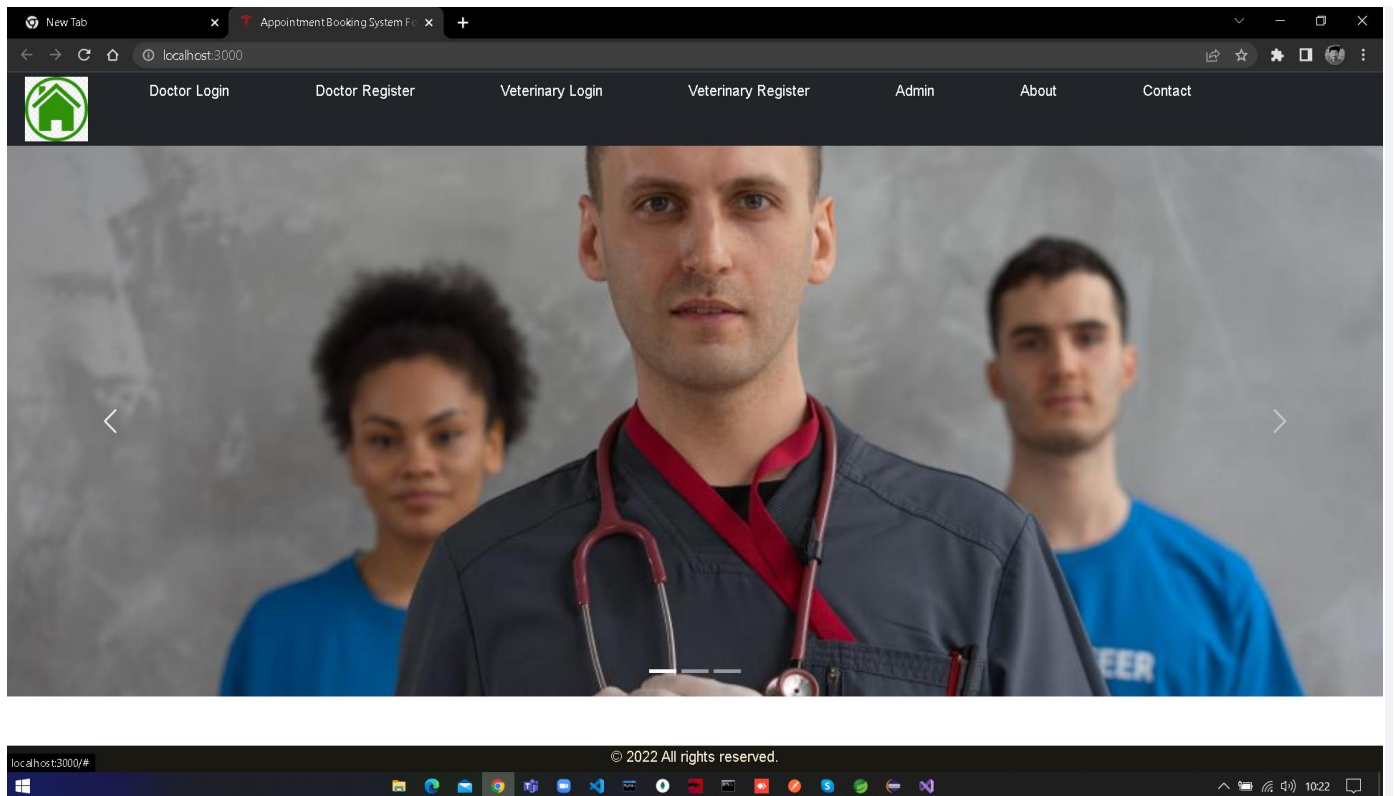 New Tab
Appointment Booking System Fo
localhost:3000
Doctor Login Doctor Register Veterinary Login Veterinary Register Admin About Contact
EER
© 2022 All rights reserved.
localhost:3000/#
10:22